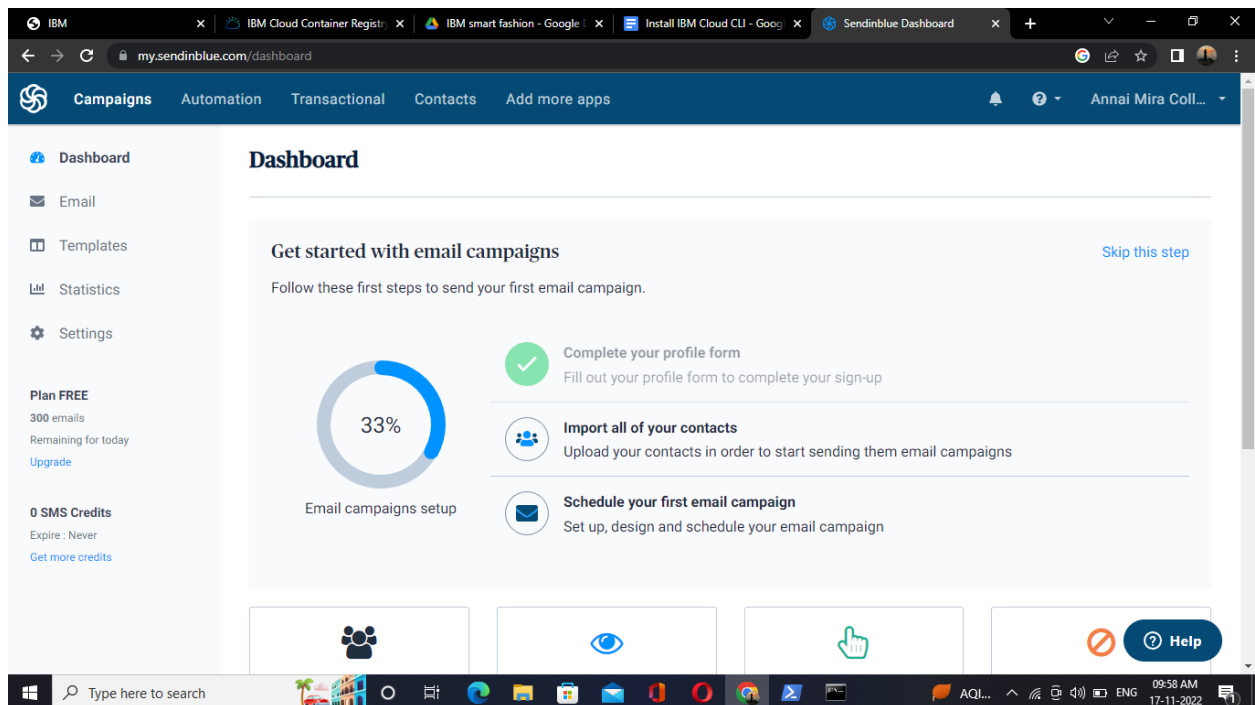 IBM
IBM Cloud Container Registry
IBM smart fashion - Google
Install IBM Cloud CLI - Goog
Sendinblue Dashboard
my.sendinblue.com/dashboard
Campaigns Automation Transactional Contacts Add more apps Annai Mira Coll...
Dashboard
Email
Templates
Statistics
Settings
Plan FREE
300 emails
Remaining for today
Upgrade
0 SMS Credits
Expire : Never
Get more credits
Dashboard
Get started with email campaigns
Skip this step
Follow these first steps to send your first email campaign.
33%
Email campaigns setup
Complete your profile form
Fill out your profile form to complete your sign-up
Import all of your contacts
Upload your contacts in order to start sending them email campaigns
Schedule your first email campaign
Set up, design and schedule your email campaign
Help
Type here to search
AQI...
ENG
09:58 AM
17-11-2022
1